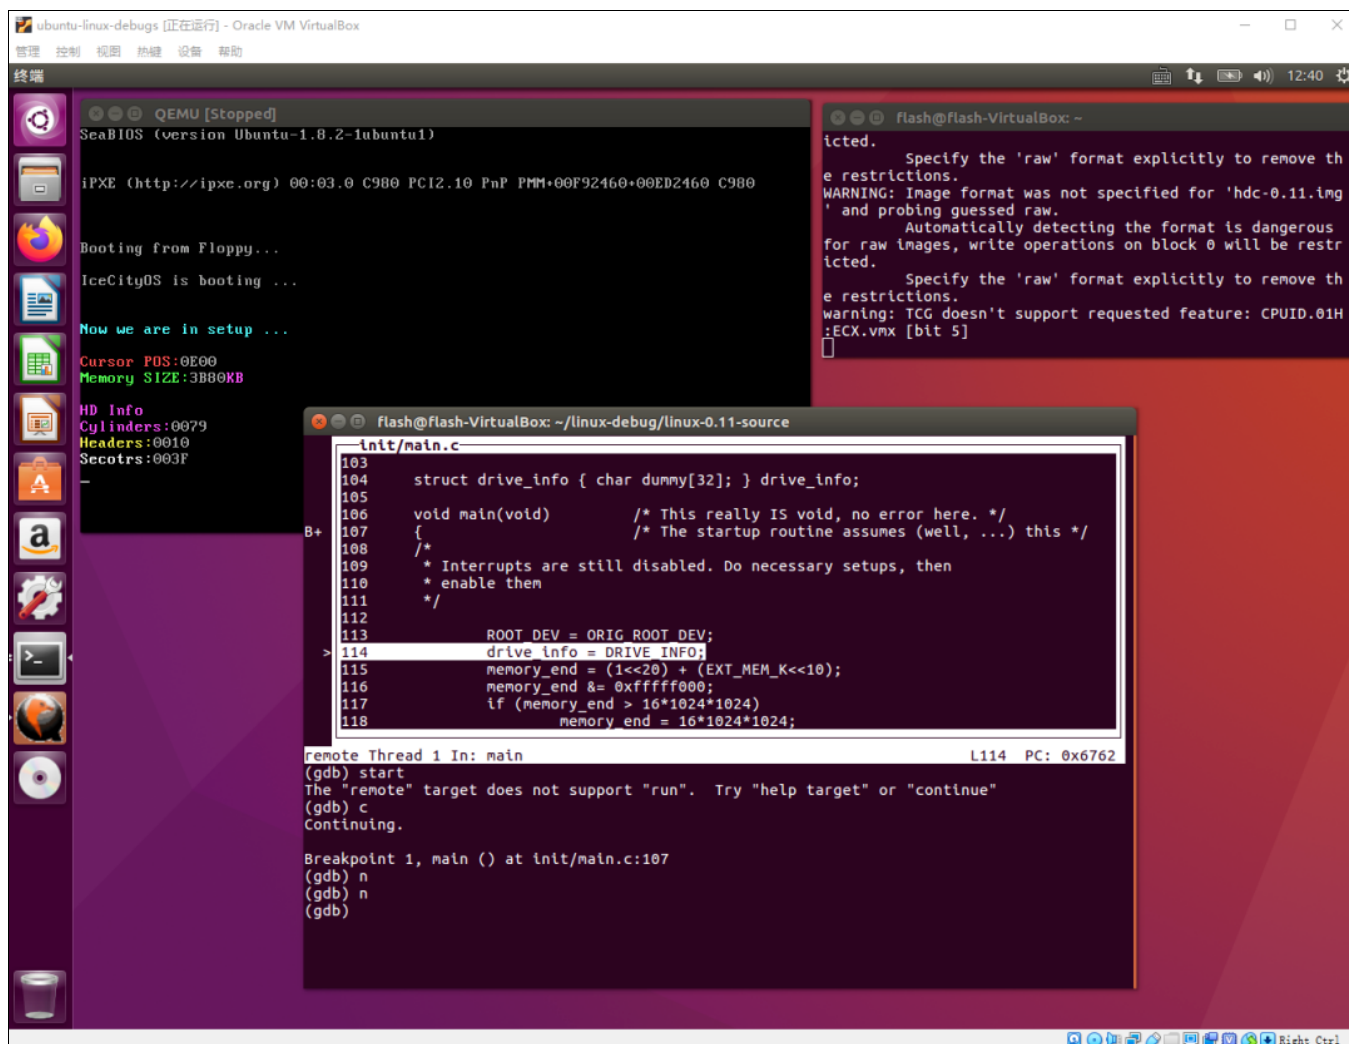 ubuntu-linux-debugs [正在运行] - Oracle VM VirtualBox
管理 控制 视图 热键 设备 帮助
终端
12:40
QEMU [Stopped]
SeaBIOS (version Ubuntu-1.8.2-1ubuntu1)
iPXE (http://ipxe.org) 00:03.0 C980 PCI2.10 PnP PMM+00F92460+00ED2460 C980
Booting from Floppy...
IceCityOS is booting ...
Now we are in setup ...
Cursor POS:0E00
Memory SIZE:3B80KB
HD Info
Cylinders:0079
Headers:0010
Secotrs:003F
flash@flash-VirtualBox: ~
icted.
Specify the 'raw' format explicitly to remove th
e restrictions.
WARNING: Image format was not specified for 'hdc-0.11.img
' and probing guessed raw.
Automatically detecting the format is dangerous
for raw images, write operations on block 0 will be restr
icted.
Specify the 'raw' format explicitly to remove th
e restrictions.
warning: TCG doesn't support requested feature: CPUID.01H
:ECX.vmx [bit 5]
flash@flash-VirtualBox: ~/linux-debug/linux-0.11-source
init/main.c
103
104 struct drive_info { char dummy[32]; } drive_info;
105
106 void main(void) /* This really IS void, no error here. */
B+ 107 { /* The startup routine assumes (well, ...) this */
108 /*
109 * Interrupts are still disabled. Do necessary setups, then
110 * enable them
111 */
112
113 ROOT_DEV = ORIG_ROOT_DEV;
> 114 drive_info = DRIVE_INFO;
115 memory_end = (1<<20) + (EXT_MEM_K<<10);
116 memory_end &= 0xfffff000;
117 if (memory_end > 16*1024*1024)
118 memory_end = 16*1024*1024;
remote Thread 1 In: main L114 PC: 0x6762
(gdb) start
The "remote" target does not support "run". Try "help target" or "continue"
(gdb) c
Continuing.
Breakpoint 1, main () at init/main.c:107
(gdb) n
(gdb) n
(gdb)
Right Ctrl